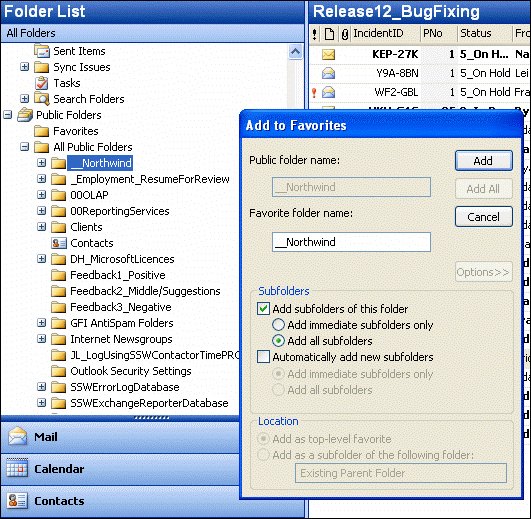 Folder List
All Folders
Sent Items
Sync Issues
Tasks
Search Folders
Public Folders
Favorites
All Public Folders
__Northwind
_Employment_ResumeForReview
00OLAP
00ReportingServices
Clients
Contacts
DH_MicrosoftLicences
Feedback1_Positive
Feedback2_Middle/Suggestions
Feedback3_Negative
GFI AntiSpam Folders
Internet Newsgroups
JL_LogUsingSSWContactorTimePRO
Outlook Security Settings
SSWErrorLogDatabase
SSWExchangeReporterDatabase
Mail
Calendar
Contacts
Release12_BugFixing
! IncidentID PNo Status Fro
KEP-27K 1 5_On H... Na
Y9A-8BN 1 5_On Hold Lei
! WF2-GBL 1 5_On Hold Fra
Add to Favorites
Public folder name:
__Northwind
Add
Add All
Favorite folder name:
__Northwind
Cancel
Options>>
Subfolders
Add subfolders of this folder
Add immediate subfolders only
Add all subfolders
Automatically add new subfolders
Add immediate subfolders only
Add all subfolders
Location
Add as top-level favorite
Add as a subfolder of the following folder:
Existing Parent Folder